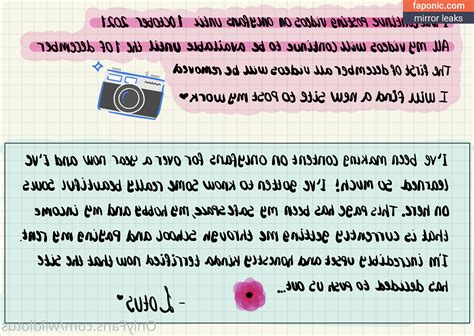 faponic.com
mirror leaks
I will continue posting videos on onlyfans until 1 October 2021
All my videos will continue to be available until the 1 of december
The first of december all videos will be removed
I will find a new site to post my work
I've been making content on onlyfans for over a year now and I've
learned so much! I've gotten to know some really beautiful souls
on here. This page has been my safe space, my hobby and my income
that is currently getting me through school and paying my rent
I'm incredibly upset and honestly kinda terrified now that the site
has decided to push us out...
- Lotus
OnlyFans.com/wildlotus